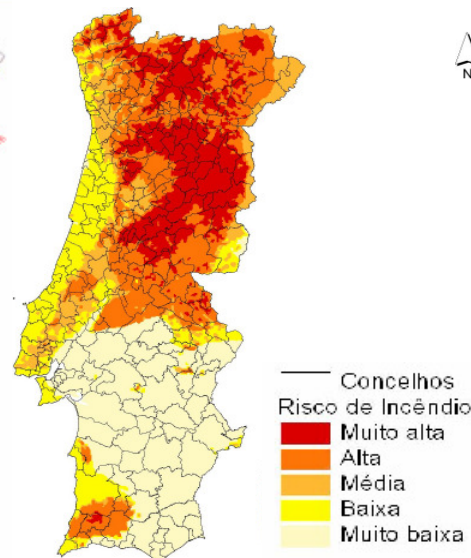 N
Concelhos
Risco de Incêndio
Muito alta
Alta
Média
Baixa
Muito baixa